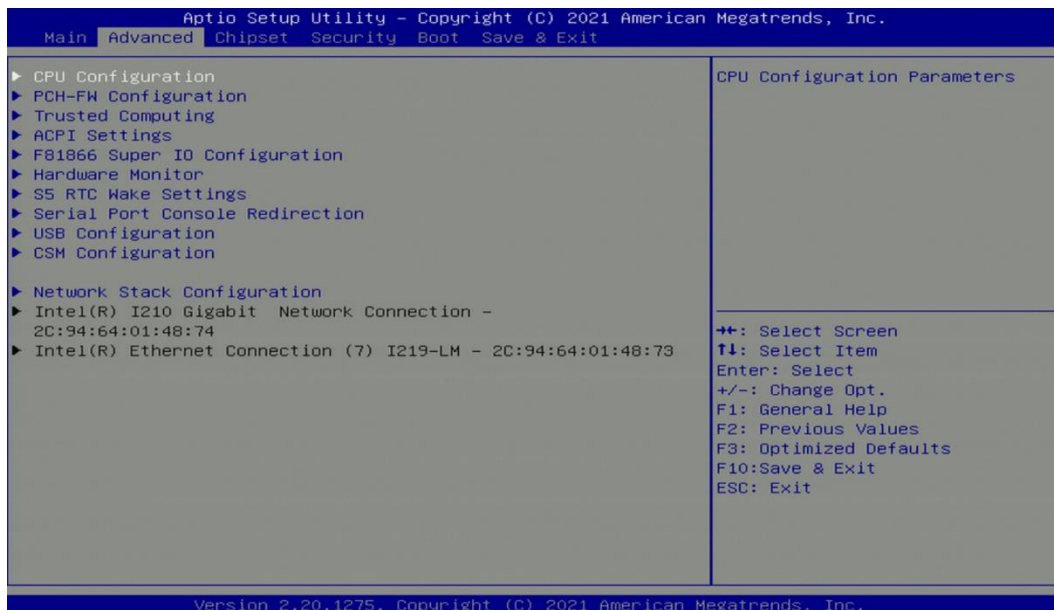 Aptio Setup Utility – Copyright (C) 2021 American Megatrends, Inc.
Main Advanced Chipset Security Boot Save & Exit
▶ CPU Configuration
▶ PCH-FW Configuration
▶ Trusted Computing
▶ ACPI Settings
▶ F81866 Super IO Configuration
▶ Hardware Monitor
▶ S5 RTC Wake Settings
▶ Serial Port Console Redirection
▶ USB Configuration
▶ CSM Configuration
▶ Network Stack Configuration
▶ Intel(R) I210 Gigabit  Network Connection –
2C:94:64:01:48:74
▶ Intel(R) Ethernet Connection (7) I219-LM – 2C:94:64:01:48:73
CPU Configuration Parameters
→←: Select Screen
↑↓: Select Item
Enter: Select
+/-: Change Opt.
F1: General Help
F2: Previous Values
F3: Optimized Defaults
F10:Save & Exit
ESC: Exit
Version 2.20.1275. Copyright (C) 2021 American Megatrends, Inc.